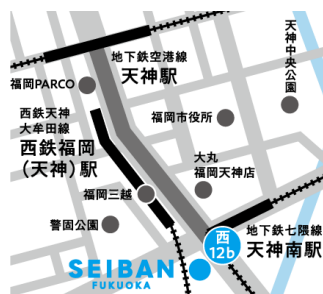 地下鉄空港線
天神駅
天神中央公園
福岡PARCO
西鉄天神
大牟田線
西鉄福岡
(天神)駅
福岡市役所
大丸
福岡天神店
福岡三越
警固公園
西
12b
地下鉄七隈線
天神南駅
SEIBAN
FUKUOKA